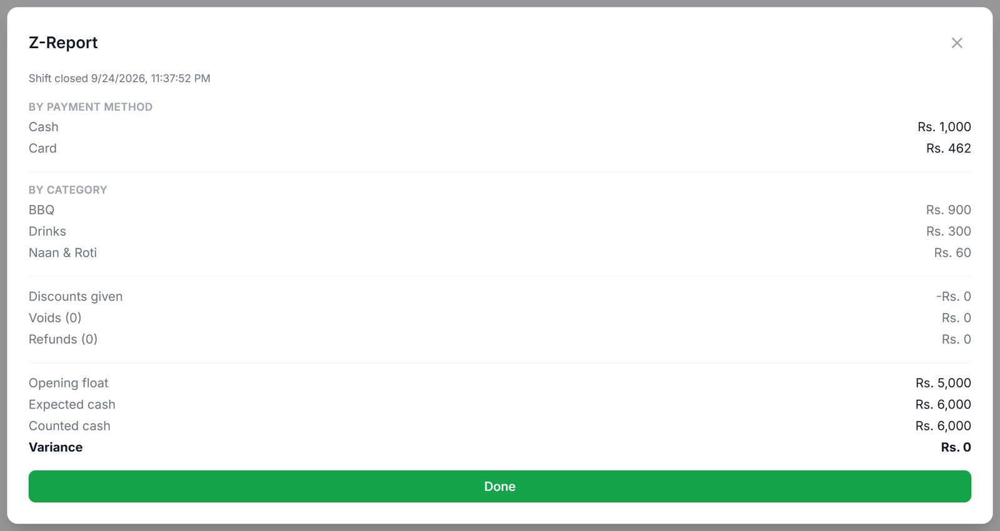 Z-Report
Shift closed 9/24/2026, 11:37:52 PM
BY PAYMENT METHOD
Cash Rs. 1,000
Card Rs. 462
BY CATEGORY
BBQ Rs. 900
Drinks Rs. 300
Naan & Roti Rs. 60
Discounts given -Rs. 0
Voids (0) Rs. 0
Refunds (0) Rs. 0
Opening float Rs. 5,000
Expected cash Rs. 6,000
Counted cash Rs. 6,000
Variance Rs. 0
Done